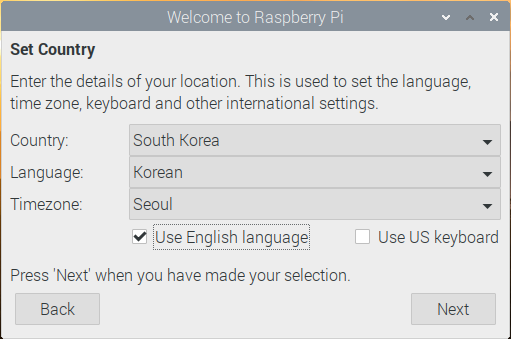 Welcome to Raspberry Pi
Set Country
Enter the details of your location. This is used to set the language,
time zone, keyboard and other international settings.
Country: South Korea
Language: Korean
Timezone: Seoul
Use English language Use US keyboard
Press 'Next' when you have made your selection.
Back Next